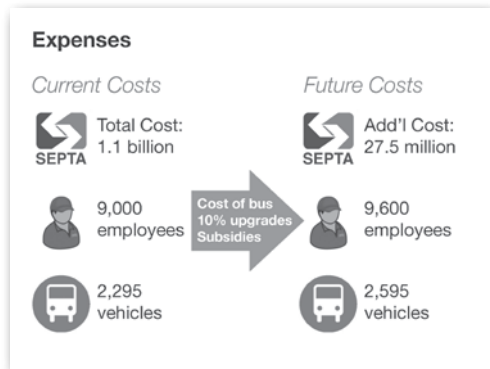 Expenses
Current Costs
Future Costs
SEPTA
Total Cost:
1.1 billion
SEPTA
Add'l Cost:
27.5 million
9,000
employees
Cost of bus
10% upgrades
Subsidies
9,600
employees
2,295
vehicles
2,595
vehicles